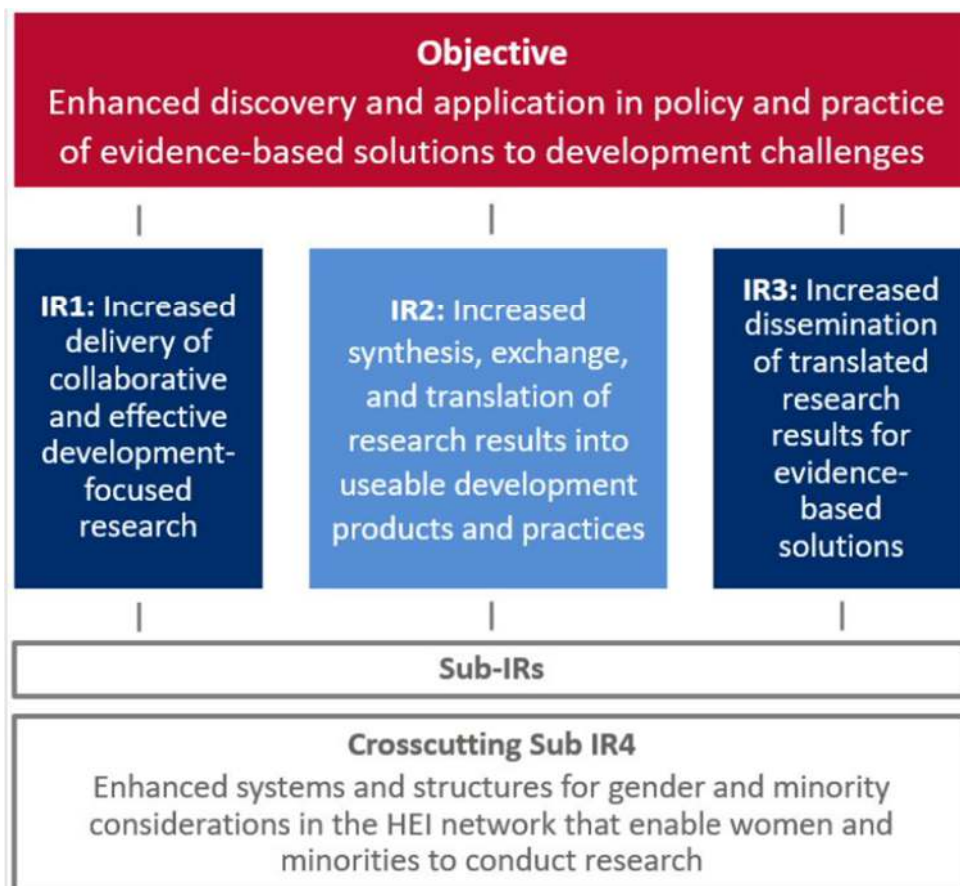 Objective
Enhanced discovery and application in policy and practice
of evidence-based solutions to development challenges
IR1: Increased
delivery of
collaborative
and effective
development-
focused
research
IR2: Increased
synthesis, exchange,
and translation of
research results into
useable development
products and practices
IR3: Increased
dissemination
of translated
research
results for
evidence-
based
solutions
Sub-IRs
Crosscutting Sub IR4
Enhanced systems and structures for gender and minority
considerations in the HEI network that enable women and
minorities to conduct research